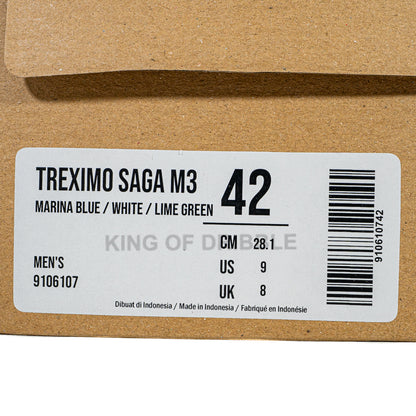 TREXIMO SAGA M3 42
MARINA BLUE / WHITE / LIME GREEN
KING OF DRIBBLE
CM 28.1
MEN'S US 9
9106107 UK 8
Dibuat di Indonesia / Made in Indonesia / Fabriqué en Indonésie
910610742